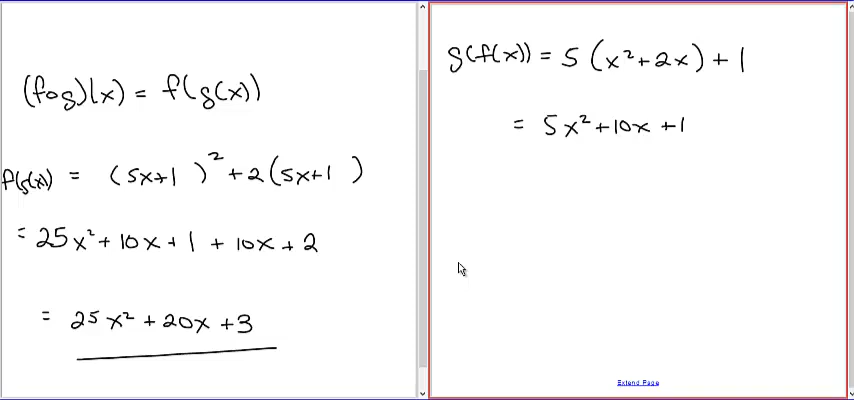 (fog)(x) = f(g(x))
f(g(x)) = (5x+1)² + 2(5x+1)
= 25x² + 10x + 1 + 10x + 2
= 25x² + 20x + 3
g(f(x)) = 5(x² + 2x) + 1
= 5x² + 10x + 1
Extend Page